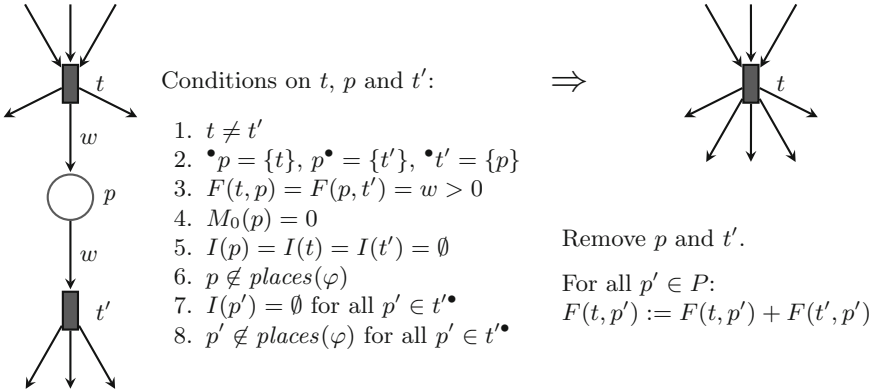 t
w
p
w
t′
Conditions on t, p and t′:
1. t ≠ t′
2. •p = {t}, p• = {t′}, •t′ = {p}
3. F(t, p) = F(p, t′) = w > 0
4. M₀(p) = 0
5. I(p) = I(t) = I(t′) = ∅
6. p ∉ places(φ)
7. I(p′) = ∅ for all p′ ∈ t′•
8. p′ ∉ places(φ) for all p′ ∈ t′•
⇒
t
Remove p and t′.
For all p′ ∈ P:
F(t, p′) := F(t, p′) + F(t′, p′)